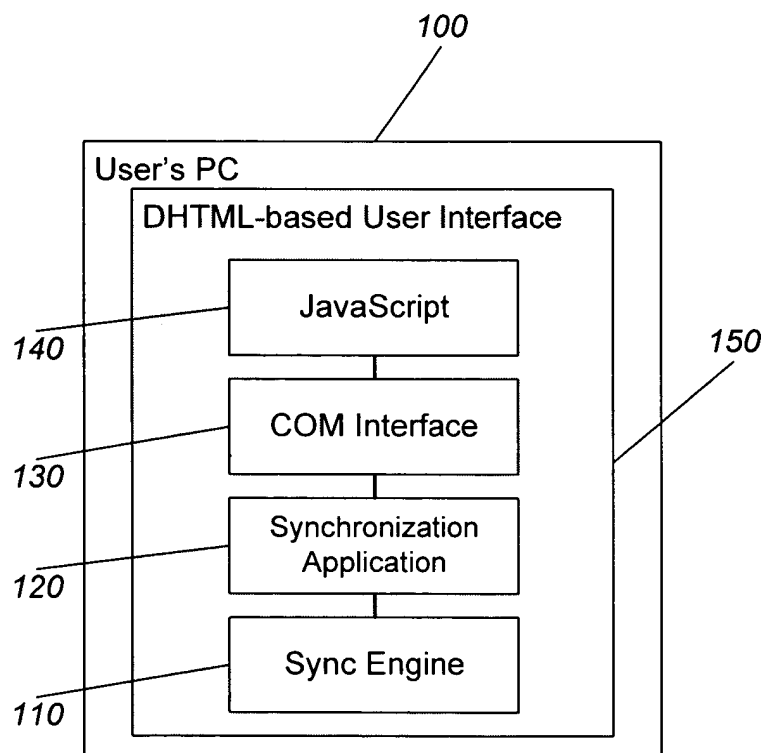 100
User's PC
DHTML-based User Interface
JavaScript
140
150
COM Interface
130
Synchronization
Application
120
Sync Engine
110